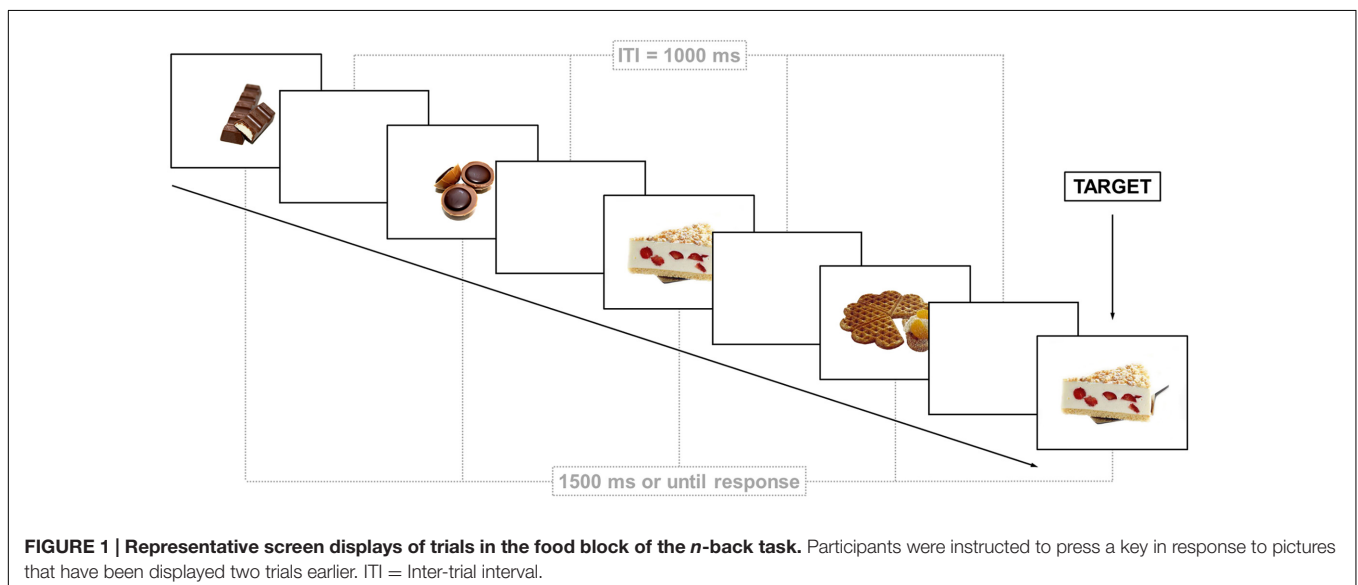 ITI = 1000 ms
TARGET
1500 ms or until response
FIGURE 1 | Representative screen displays of trials in the food block of the n-back task. Participants were instructed to press a key in response to pictures
that have been displayed two trials earlier. ITI = Inter-trial interval.